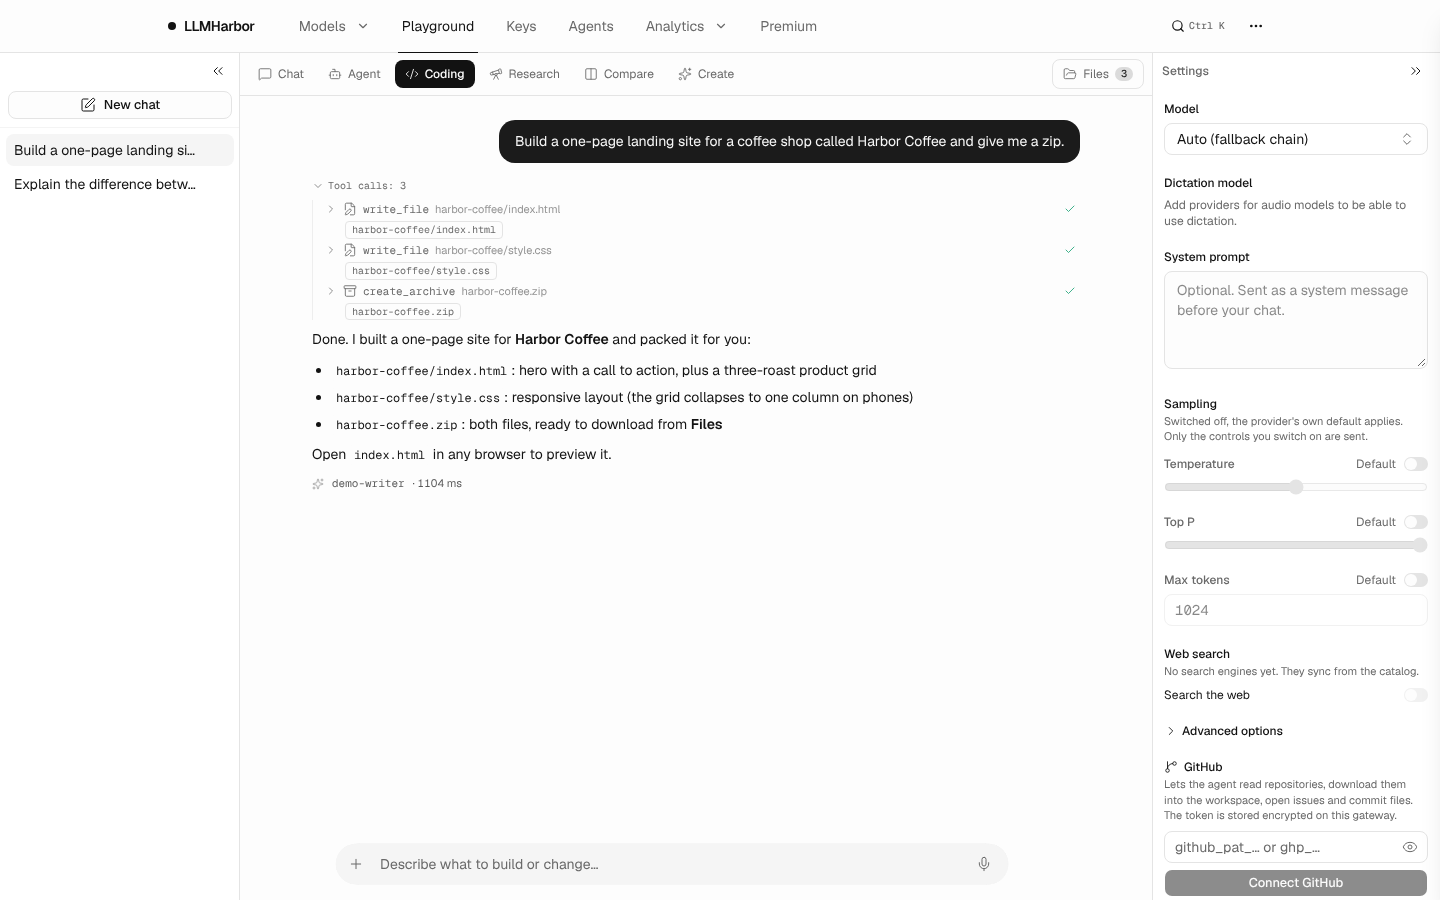 LLMHarbor
Models
Playground
Keys
Agents
Analytics
Premium
Ctrl K
New chat
Build a one-page landing si...
Explain the difference betw...
Chat
Agent
Coding
Research
Compare
Create
Files 3
Build a one-page landing site for a coffee shop called Harbor Coffee and give me a zip.
Tool calls: 3
write_file harbor-coffee/index.html
harbor-coffee/index.html
write_file harbor-coffee/style.css
harbor-coffee/style.css
create_archive harbor-coffee.zip
harbor-coffee.zip
Done. I built a one-page site for Harbor Coffee and packed it for you:
harbor-coffee/index.html : hero with a call to action, plus a three-roast product grid
harbor-coffee/style.css : responsive layout (the grid collapses to one column on phones)
harbor-coffee.zip : both files, ready to download from Files
Open index.html in any browser to preview it.
demo-writer · 1104 ms
Describe what to build or change...
Settings
Model
Auto (fallback chain)
Dictation model
Add providers for audio models to be able to
use dictation.
System prompt
Optional. Sent as a system message
before your chat.
Sampling
Switched off, the provider's own default applies.
Only the controls you switch on are sent.
Temperature Default
Top P Default
Max tokens Default
1024
Web search
No search engines yet. They sync from the catalog.
Search the web
Advanced options
GitHub
Lets the agent read repositories, download them
into the workspace, open issues and commit files.
The token is stored encrypted on this gateway.
github_pat_... or ghp_...
Connect GitHub